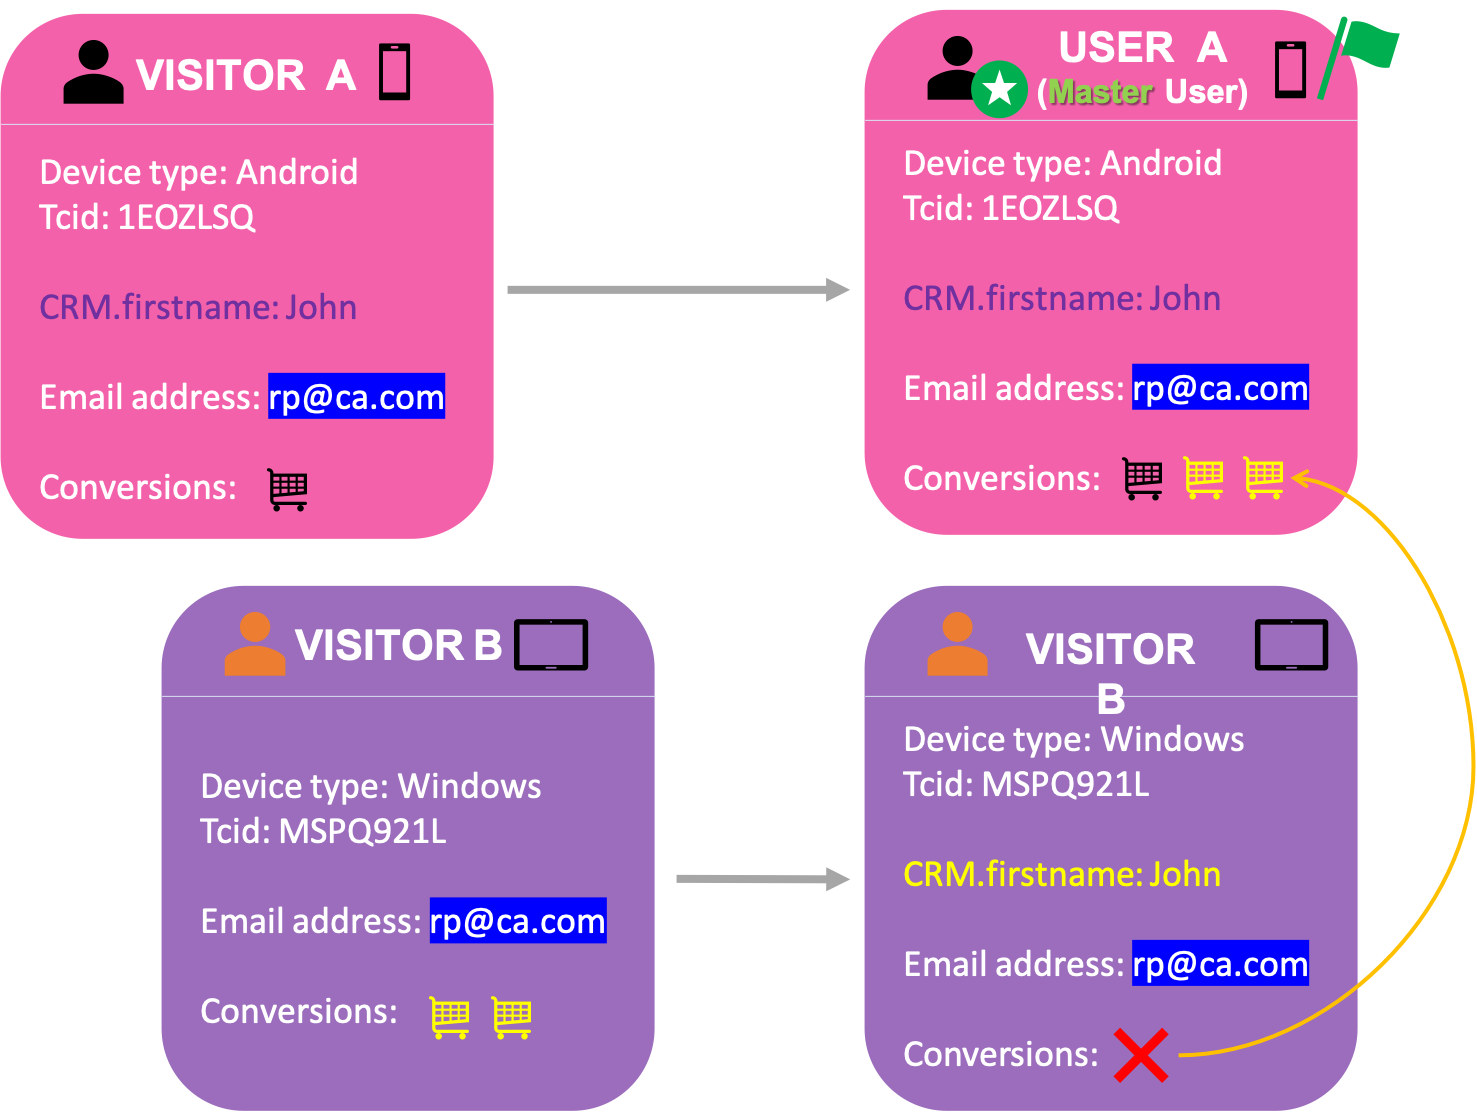 VISITOR A
Device type: Android
Tcid: 1EOZLSQ
CRM.firstname: John
Email address: rp@ca.com
Conversions:
USER A
(Master User)
Device type: Android
Tcid: 1EOZLSQ
CRM.firstname: John
Email address: rp@ca.com
Conversions:
VISITOR B
Device type: Windows
Tcid: MSPQ921L
Email address: rp@ca.com
Conversions:
VISITOR
B
Device type: Windows
Tcid: MSPQ921L
CRM.firstname: John
Email address: rp@ca.com
Conversions: